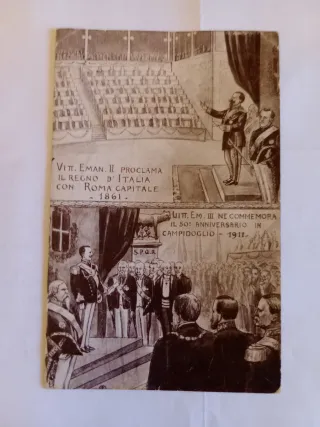 VITT. EMAN. II PROCLAMA
IL REGNO D'ITALIA
CON ROMA CAPITALE
- 1861 -
VITT. EM. III NE COMMEMORA
IL 50° ANNIVERSARIO IN
CAMPIDOGLIO - 1911 -
S.P.Q.R.